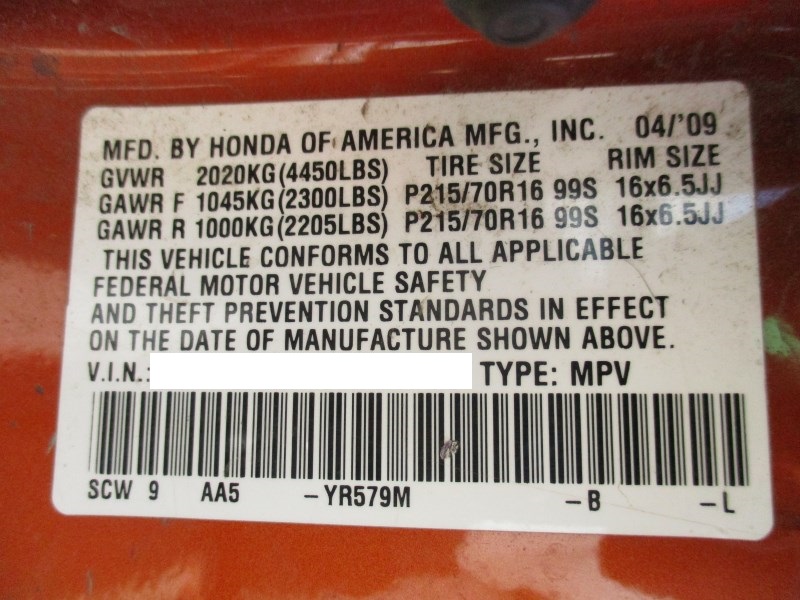 MFD. BY HONDA OF AMERICA MFG., INC. 04/'09
GVWR 2020KG(4450LBS) TIRE SIZE RIM SIZE
GAWR F 1045KG(2300LBS) P215/70R16 99S 16x6.5JJ
GAWR R 1000KG(2205LBS) P215/70R16 99S 16x6.5JJ
THIS VEHICLE CONFORMS TO ALL APPLICABLE
FEDERAL MOTOR VEHICLE SAFETY
AND THEFT PREVENTION STANDARDS IN EFFECT
ON THE DATE OF MANUFACTURE SHOWN ABOVE.
V.I.N.: TYPE: MPV
SCW 9 AA5 -YR579M -B -L